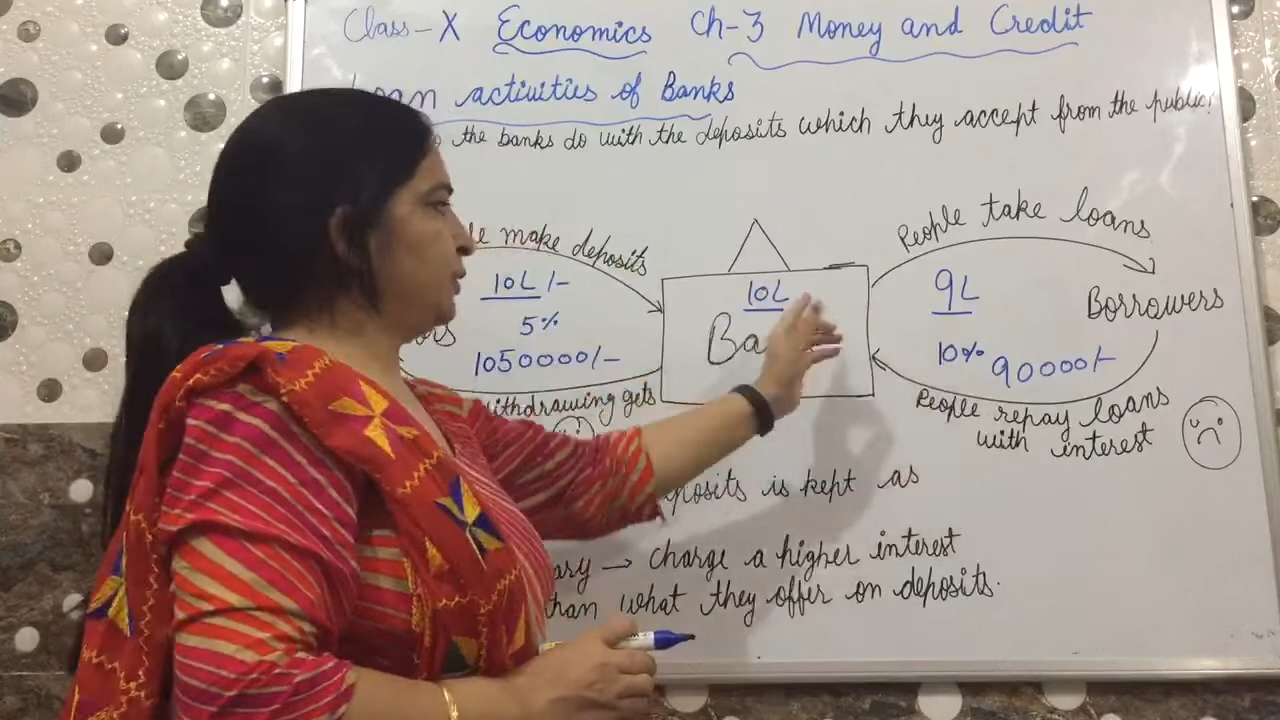 Class-X Economics Ch-3 Money and Credit
Loan activities of Banks
the banks do with the deposits which they accept from the public?
make deposits
10L/-
5%
1050000/-
withdrawing gets
10L
People take loans
9L
Borrowers
10% 90000/-
People repay loans
with interest
deposits is kept as
→ charge a higher interest
than what they offer on deposits.